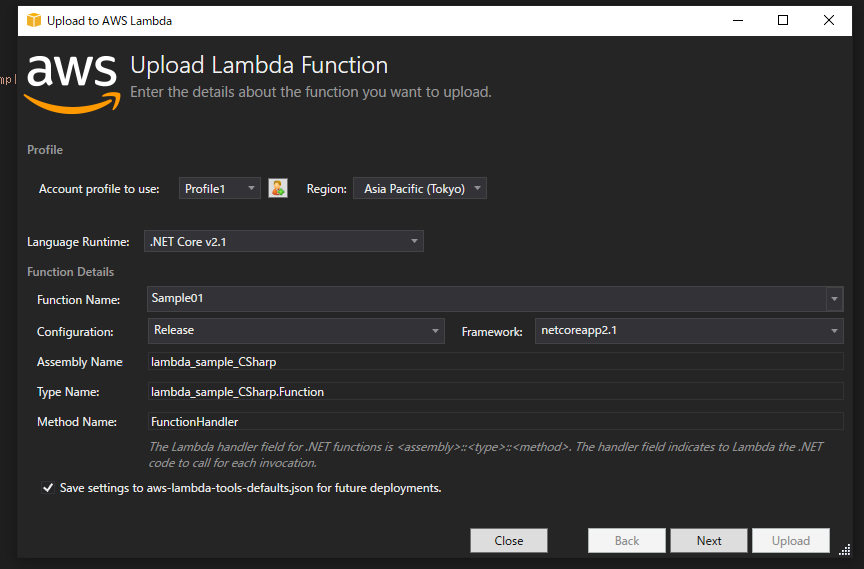 Upload to AWS Lambda
mpl
aws
Upload Lambda Function
Enter the details about the function you want to upload.
Profile
Account profile to use: Profile1 Region: Asia Pacific (Tokyo)
Language Runtime: .NET Core v2.1
Function Details
Function Name: Sample01
Configuration: Release Framework: netcoreapp2.1
Assembly Name lambda_sample_CSharp
Type Name: lambda_sample_CSharp.Function
Method Name: FunctionHandler
The Lambda handler field for .NET functions is <assembly>::<type>::<method>. The handler field indicates to Lambda the .NET
code to call for each invocation.
Save settings to aws-lambda-tools-defaults.json for future deployments.
Close Back Next Upload